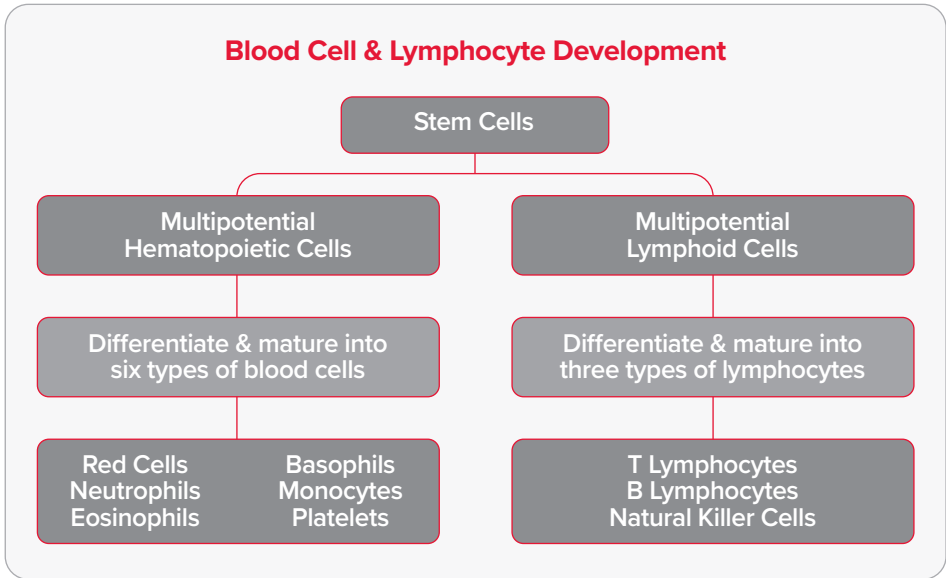 Blood Cell & Lymphocyte Development
Stem Cells
Multipotential
Hematopoietic Cells
Multipotential
Lymphoid Cells
Differentiate & mature into
six types of blood cells
Differentiate & mature into
three types of lymphocytes
Red Cells
Neutrophils
Eosinophils
Basophils
Monocytes
Platelets
T Lymphocytes
B Lymphocytes
Natural Killer Cells